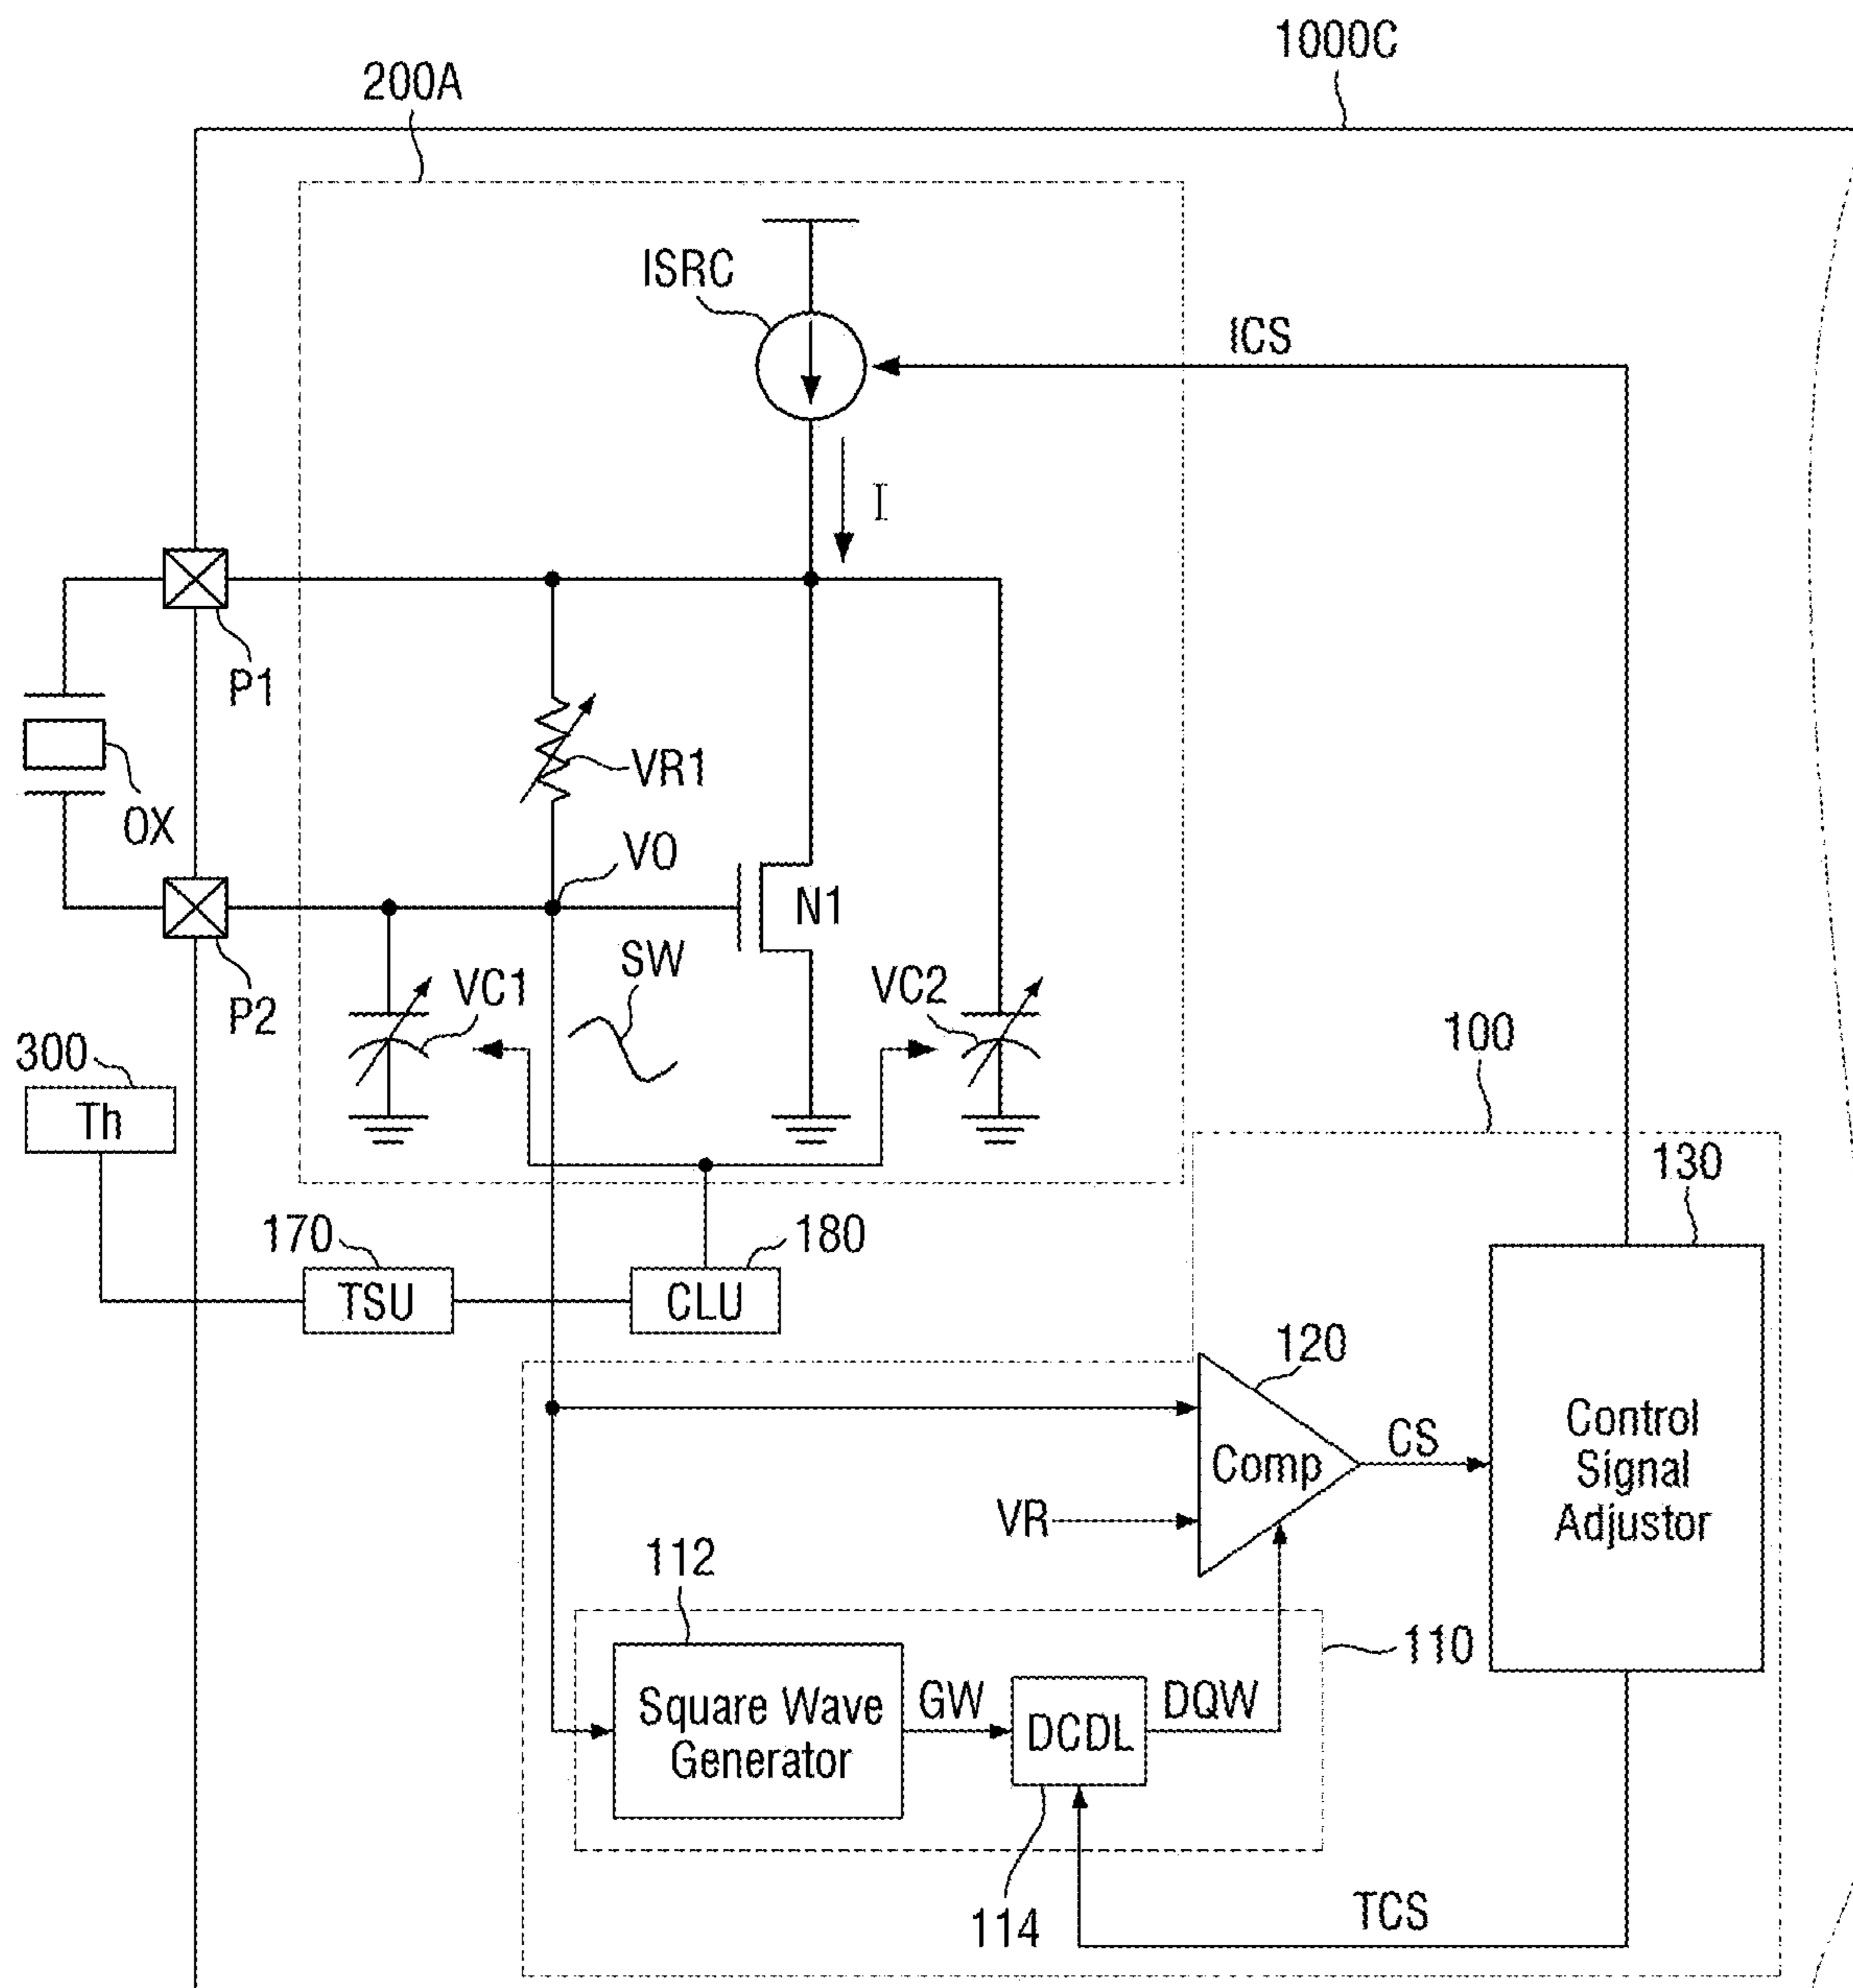 1000C
200A
ISRC
ICS
I
P1
VR1
OX
VO
N1
SW
VC1
VC2
P2
300
Th
100
130
170
180
TSU
CLU
120
Control
Signal
Adjustor
CS
Comp
VR
112
110
Square Wave
Generator
GW
DCDL
DQW
114
TCS